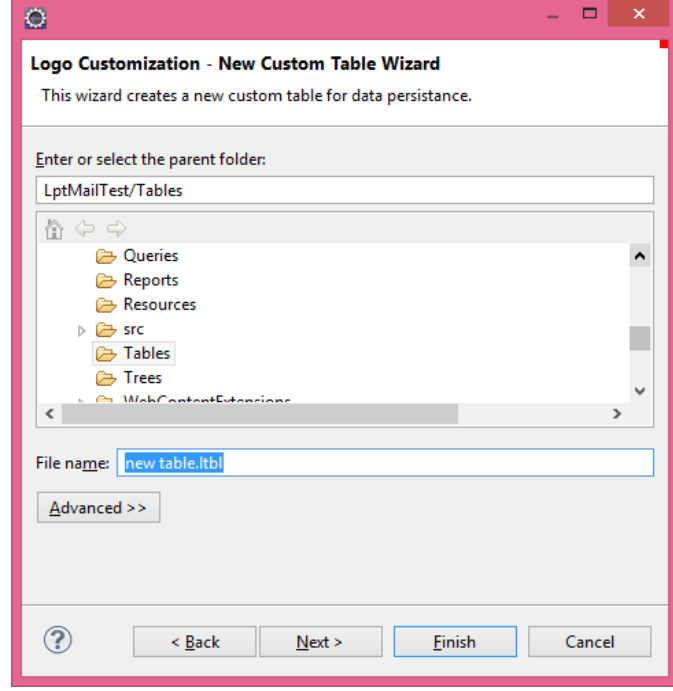 Logo Customization - New Custom Table Wizard
This wizard creates a new custom table for data persistance.
Enter or select the parent folder:
LptMailTest/Tables
Queries
Reports
Resources
src
Tables
Trees
WebContentExtensions
File name: new table.ltbl
Advanced >>
? < Back Next > Finish Cancel